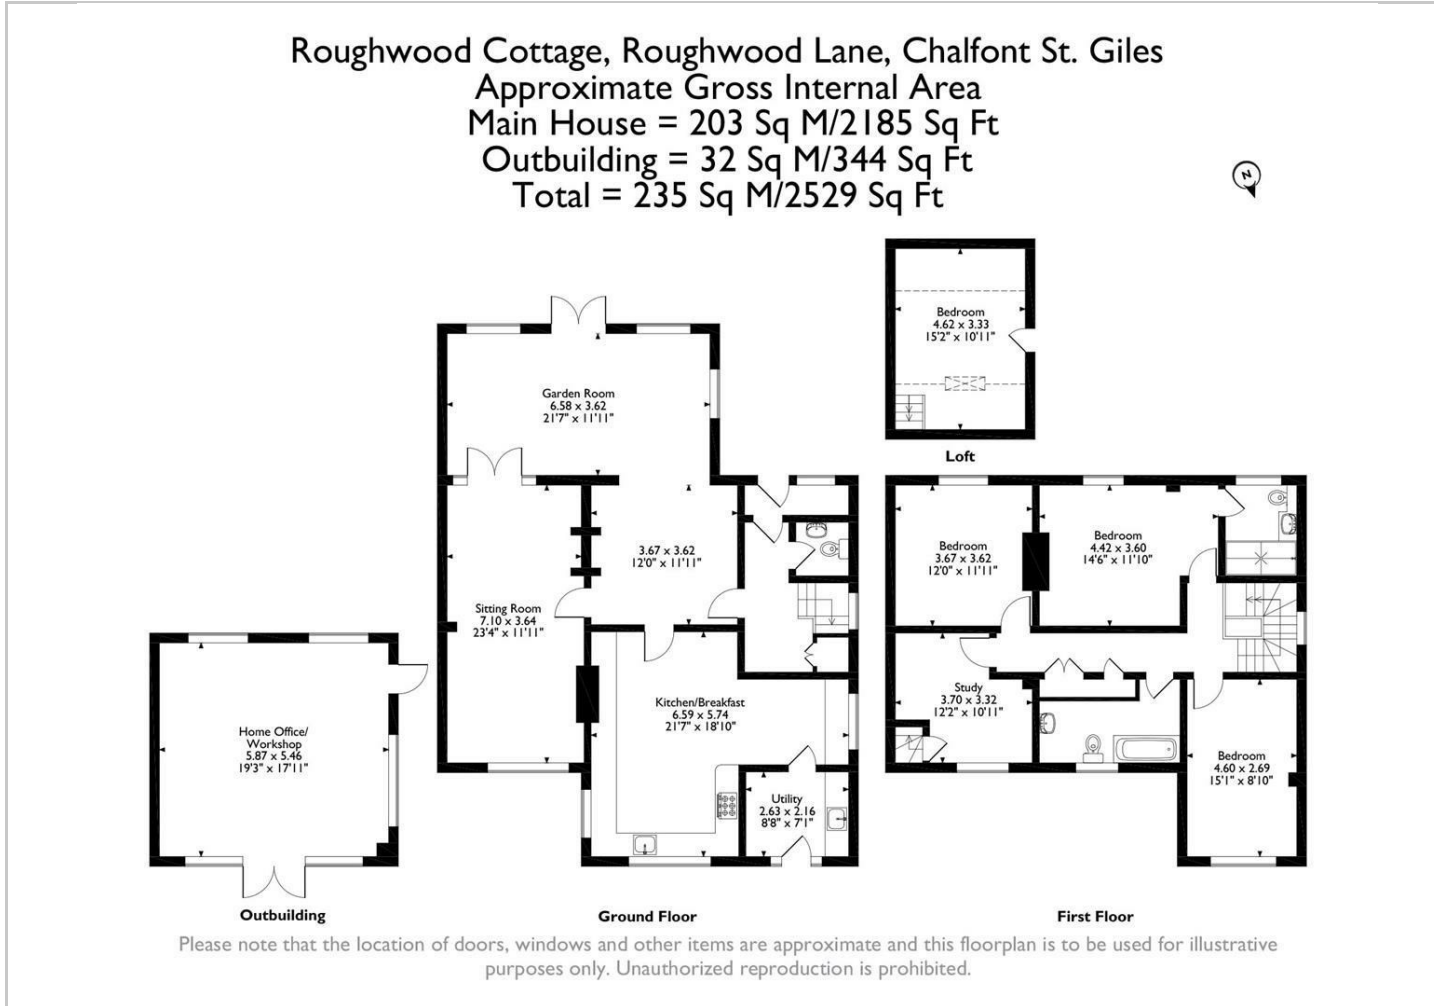 Roughwood Cottage, Roughwood Lane, Chalfont St. Giles
Approximate Gross Internal Area
Main House = 203 Sq M/2185 Sq Ft
Outbuilding = 32 Sq M/344 Sq Ft
Total = 235 Sq M/2529 Sq Ft
N
Bedroom
4.62 x 3.33
15'2" x 10'11"
Loft
Garden Room
6.58 x 3.62
21'7" x 11'11"
3.67 x 3.62
12'0" x 11'11"
Sitting Room
7.10 x 3.64
23'4" x 11'11"
Kitchen/Breakfast
6.59 x 5.74
21'7" x 18'10"
Utility
2.63 x 2.16
8'8" x 7'1"
Ground Floor
Home Office/
Workshop
5.87 x 5.46
19'3" x 17'11"
Outbuilding
Bedroom
3.67 x 3.62
12'0" x 11'11"
Bedroom
4.42 x 3.60
14'6" x 11'10"
Study
3.70 x 3.32
12'2" x 10'11"
Bedroom
4.60 x 2.69
15'1" x 8'10"
First Floor
Please note that the location of doors, windows and other items are approximate and this floorplan is to be used for illustrative
purposes only. Unauthorized reproduction is prohibited.